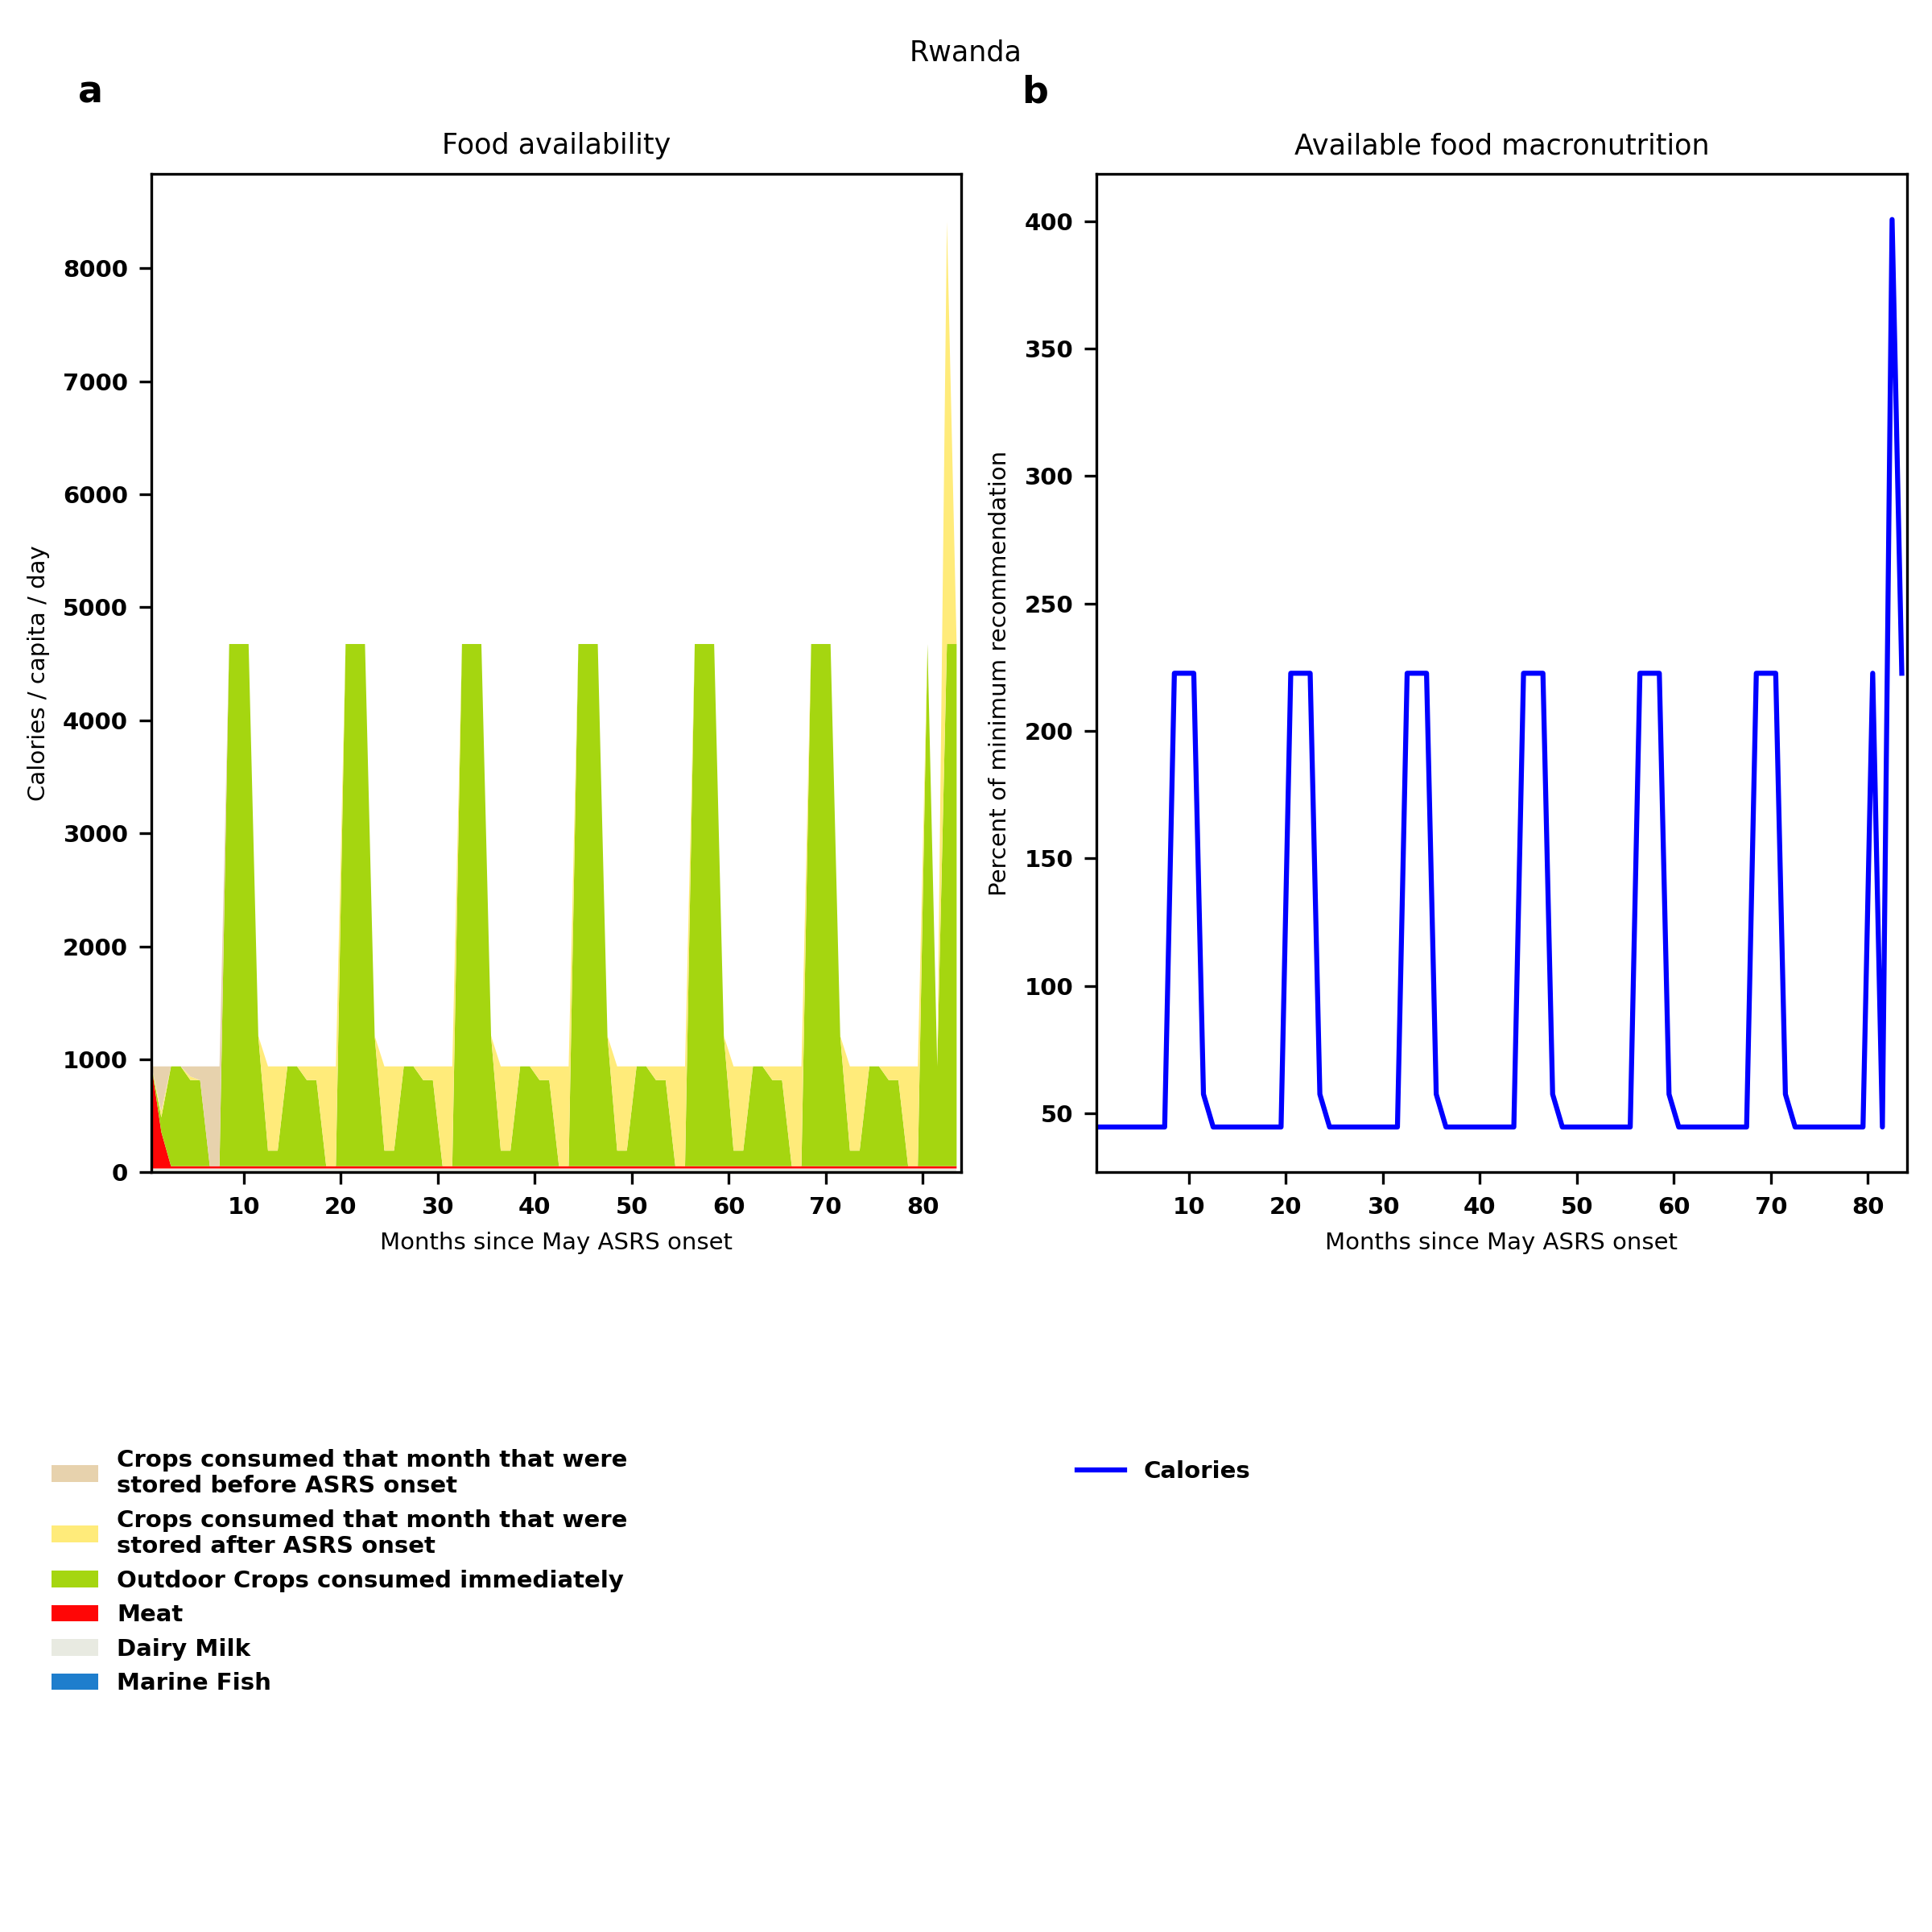 Rwanda
a
b
Food availability
Available food macronutrition
Calories / capita / day
8000
7000
6000
5000
4000
3000
2000
1000
0
10 20 30 40 50 60 70 80
Months since May ASRS onset
Percent of minimum recommendation
400
350
300
250
200
150
100
50
10 20 30 40 50 60 70 80
Months since May ASRS onset
Crops consumed that month that were
stored before ASRS onset
Crops consumed that month that were
stored after ASRS onset
Outdoor Crops consumed immediately
Meat
Dairy Milk
Marine Fish
Calories